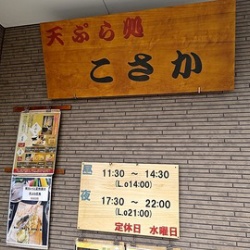 天ぷら処
こさか
昼 11:30 ~ 14:30
(L.o14:00)
夜 17:30 ~ 22:00
(L.o21:00)
定休日 水曜日